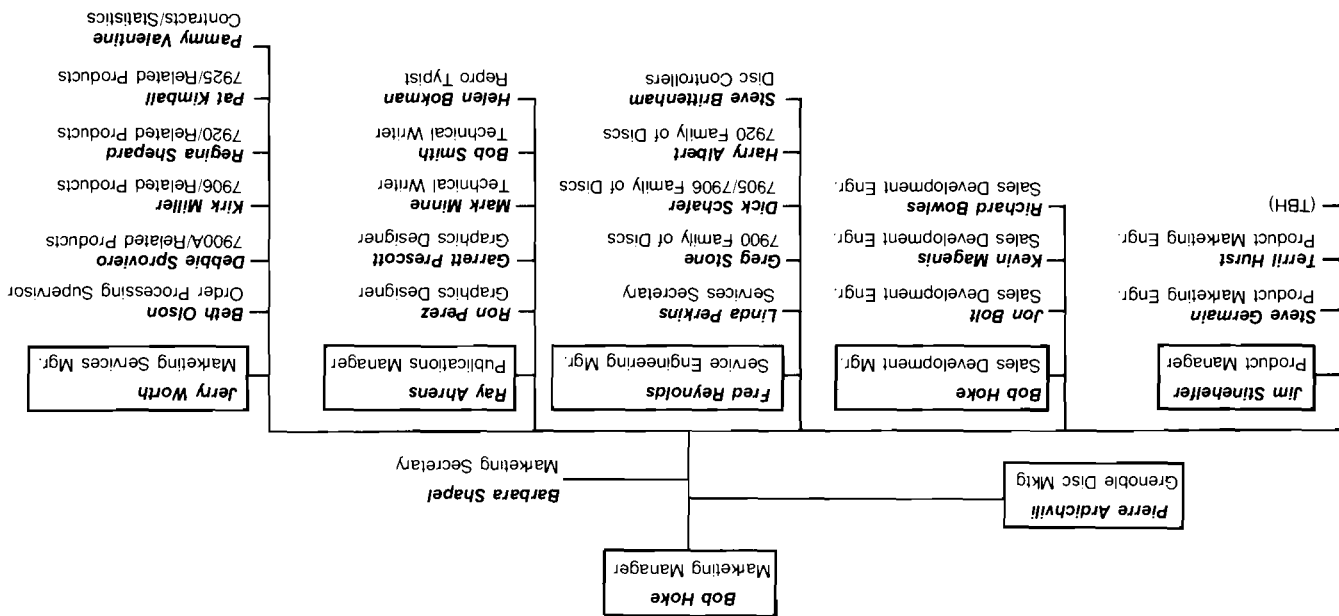 Bob Hoke
Marketing Manager
Pierre Ardichvili
Grenoble Disc Mktg
Barbara Shapel
Marketing Secretary
Jim Stinehelfer
Product Manager
Steve Germain
Product Marketing Engr.
Terril Hurst
Product Marketing Engr.
(TBH)
Bob Hoke
Sales Development Mgr.
Jon Bolt
Sales Development Engr.
Kevin Magenis
Sales Development Engr.
Richard Bowles
Sales Development Engr.
Fred Reynolds
Service Engineering Mgr.
Linda Perkins
Services Secretary
Greg Stone
7900 Family of Discs
Dick Schafer
7905/7906 Family of Discs
Harry Albert
7920 Family of Discs
Steve Brittenham
Disc Controllers
Ray Ahrens
Publications Manager
Ron Perez
Graphics Designer
Garrett Prescott
Graphics Designer
Mark Minne
Technical Writer
Bob Smith
Technical Writer
Helen Bokman
Repro Typist
Jerry Worth
Marketing Services Mgr.
Beth Olson
Order Processing Supervisor
Debbie Sproviero
7900A/Related Products
Kirk Miller
7906/Related Products
Regina Shepard
7920/Related Products
Pat Kimball
7925/Related Products
Pammy Valentine
Contracts/Statistics